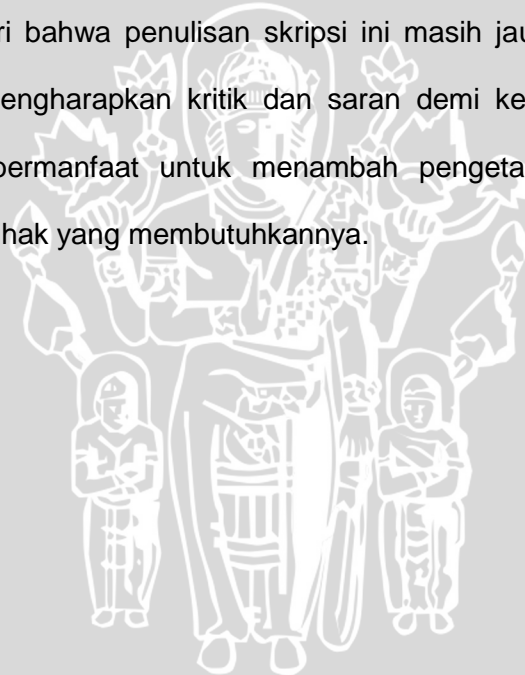 ri bahwa penulisan skripsi ini masih jau
engharapkan kritik dan saran demi ke
bermanfaat untuk menambah pengeta
hak yang membutuhkannya.